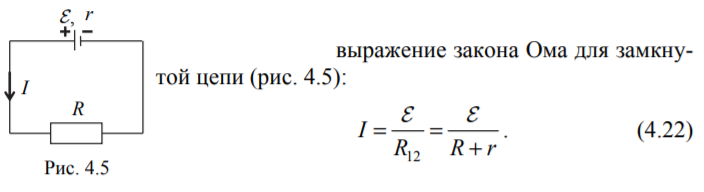 ℰ, r
+ −
I
R
Рис. 4.5
выражение закона Ома для замкну-
той цепи (рис. 4.5):
I = ℰ/R₁₂ = ℰ/(R + r). (4.22)